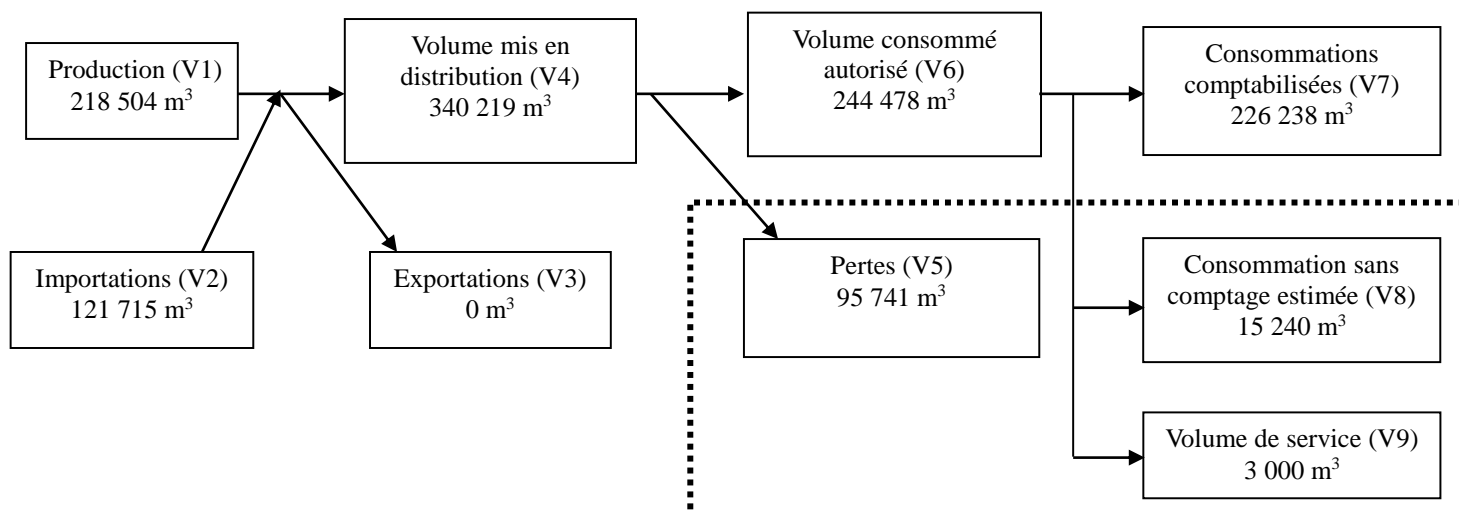 Production (V1)
218 504 m³
Volume mis en
distribution (V4)
340 219 m³
Volume consommé
autorisé (V6)
244 478 m³
Consommations
comptabilisées (V7)
226 238 m³
Importations (V2)
121 715 m³
Exportations (V3)
0 m³
Pertes (V5)
95 741 m³
Consommation sans
comptage estimée (V8)
15 240 m³
Volume de service (V9)
3 000 m³